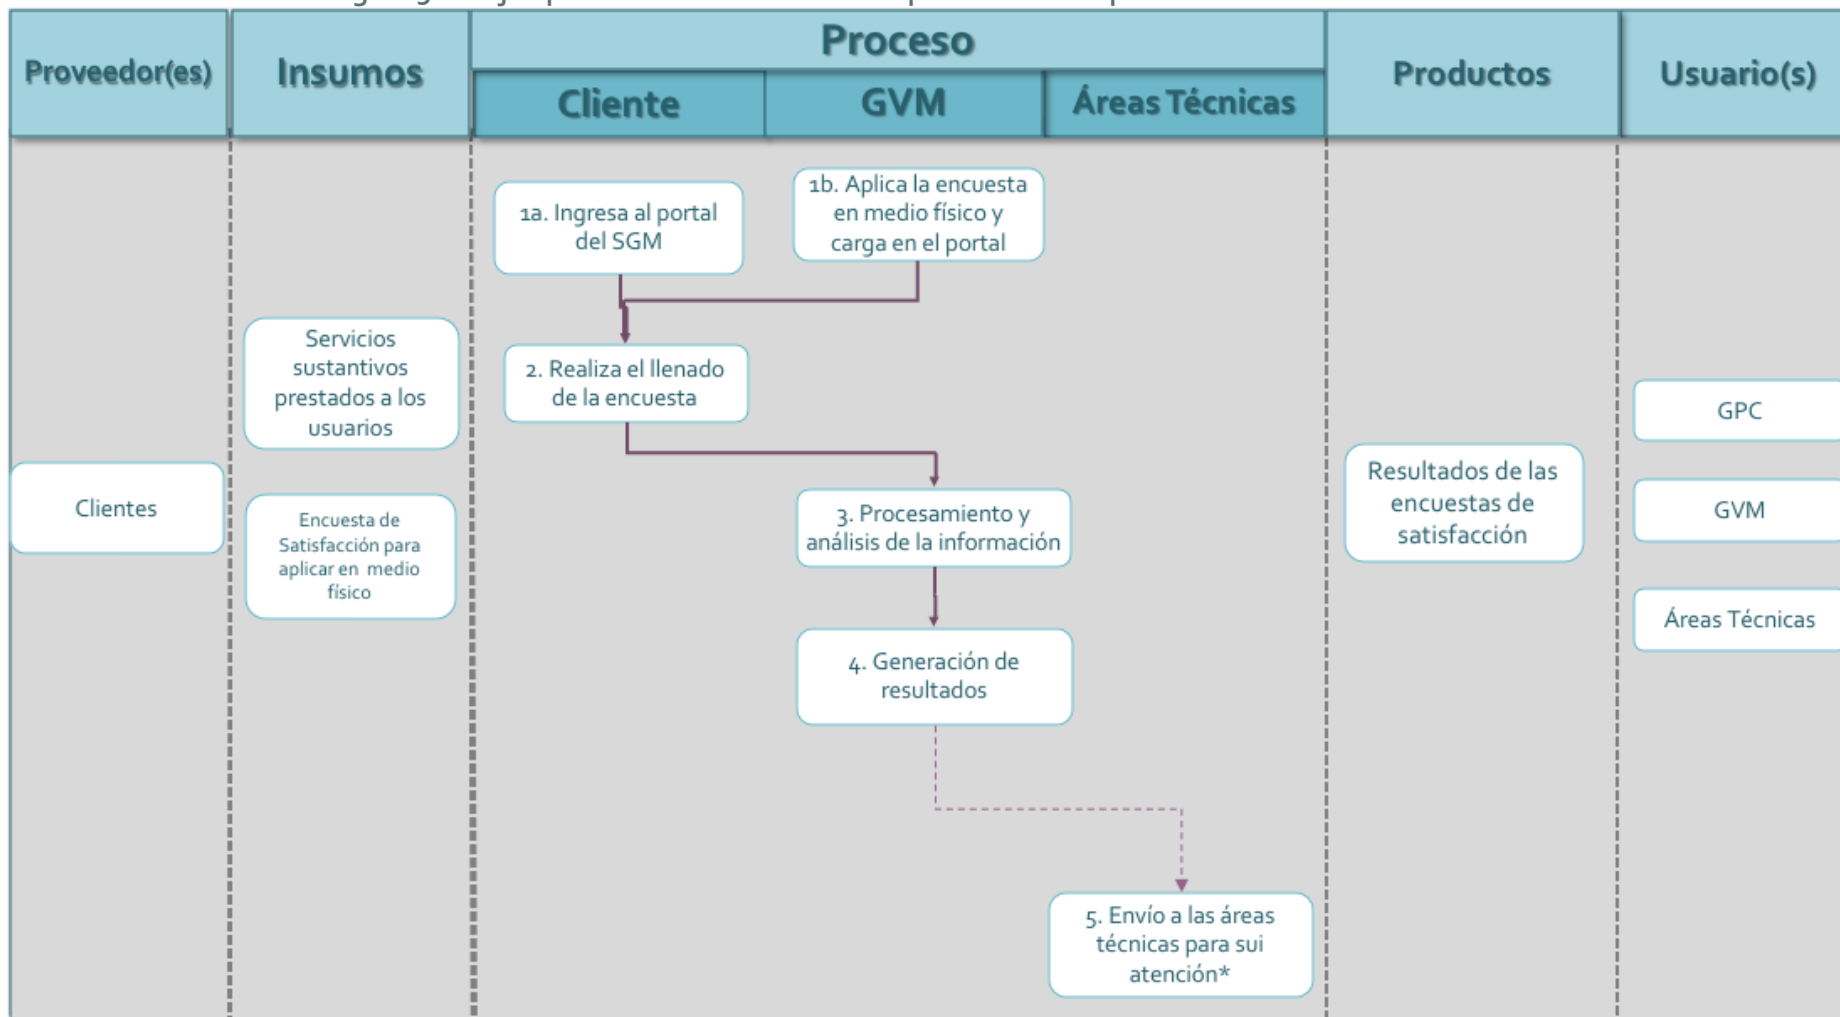 Proveedor(es)
Insumos
Proceso
Cliente
GVM
Áreas Técnicas
Productos
Usuario(s)
1a. Ingresa al portal
del SGM
1b. Aplica la encuesta
en medio físico y
carga en el portal
Servicios
sustantivos
prestados a los
usuarios
2. Realiza el llenado
de la encuesta
Clientes
Encuesta de
Satisfacción para
aplicar en medio
físico
3. Procesamiento y
análisis de la información
4. Generación de
resultados
5. Envío a las áreas
técnicas para sui
atención*
Resultados de las
encuestas de
satisfacción
GPC
GVM
Áreas Técnicas